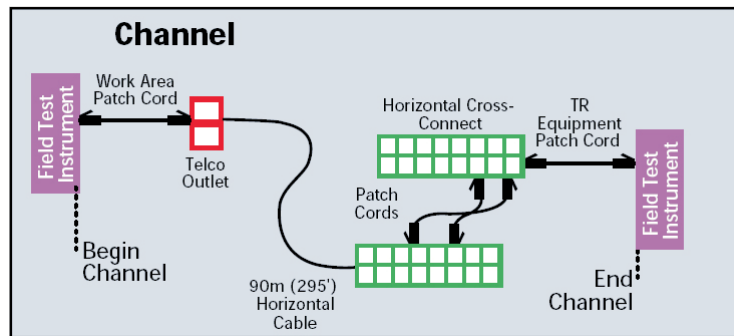 Channel
Field Test
Instrument
Work Area
Patch Cord
Telco
Outlet
Begin
Channel
90m (295')
Horizontal
Cable
Horizontal Cross-
Connect
Patch
Cords
TR
Equipment
Patch Cord
Field Test
Instrument
End
Channel